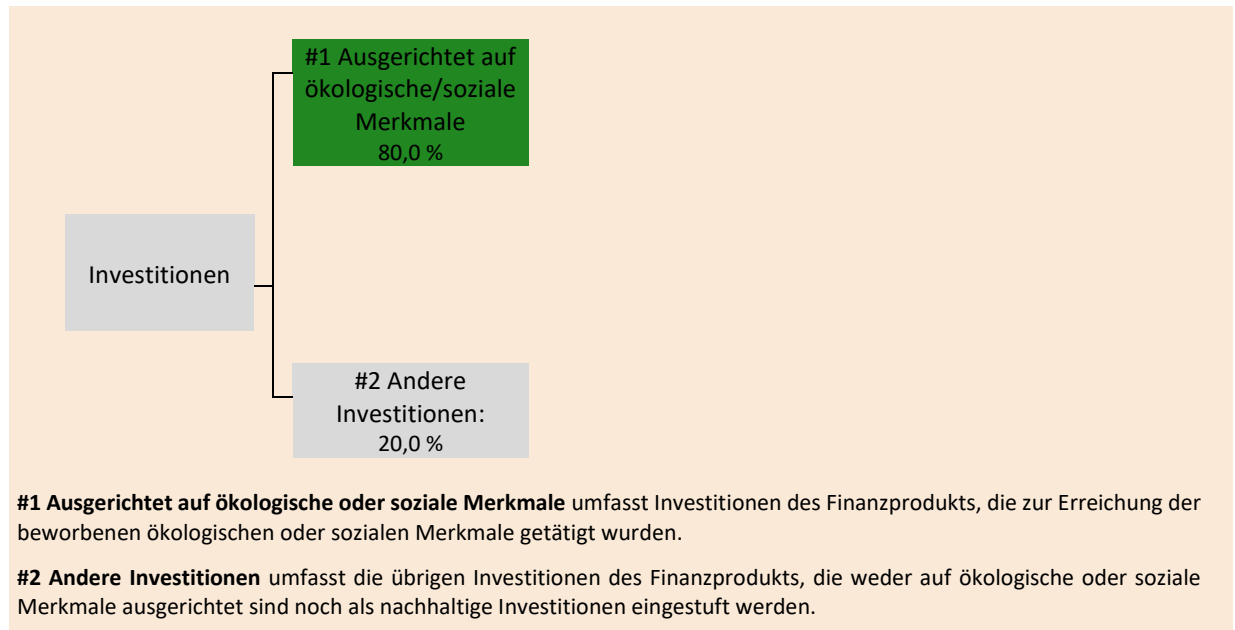 #1 Ausgerichtet auf
ökologische/soziale
Merkmale
80,0 %
Investitionen
#2 Andere
Investitionen:
20,0 %
#1 Ausgerichtet auf ökologische oder soziale Merkmale umfasst Investitionen des Finanzprodukts, die zur Erreichung der
beworbenen ökologischen oder sozialen Merkmale getätigt wurden.
#2 Andere Investitionen umfasst die übrigen Investitionen des Finanzprodukts, die weder auf ökologische oder soziale
Merkmale ausgerichtet sind noch als nachhaltige Investitionen eingestuft werden.